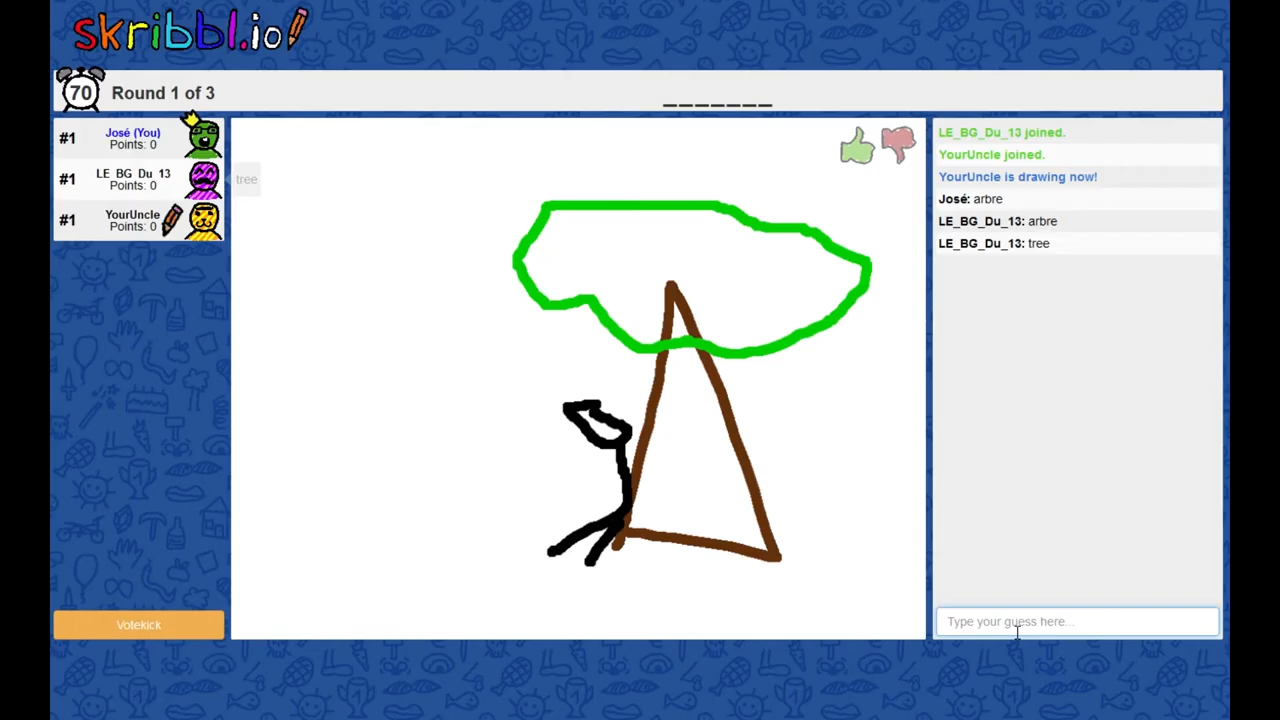 skribbl.io
70
Round 1 of 3
_______
#1
José (You)
Points: 0
#1
LE_BG_Du_13
Points: 0
tree
#1
YourUncle
Points: 0
LE_BG_Du_13 joined.
YourUncle joined.
YourUncle is drawing now!
José: arbre
LE_BG_Du_13: arbre
LE_BG_Du_13: tree
Votekick
Type your guess here...